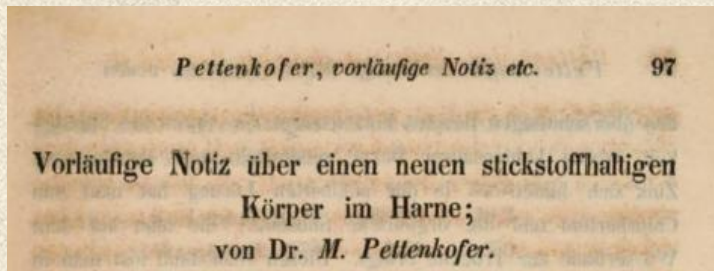 Pettenkofer, vorläufige Notiz etc. 97
Vorläufige Notiz über einen neuen stickstoffhaltigen
Körper im Harne;
von Dr. M. Pettenkofer.